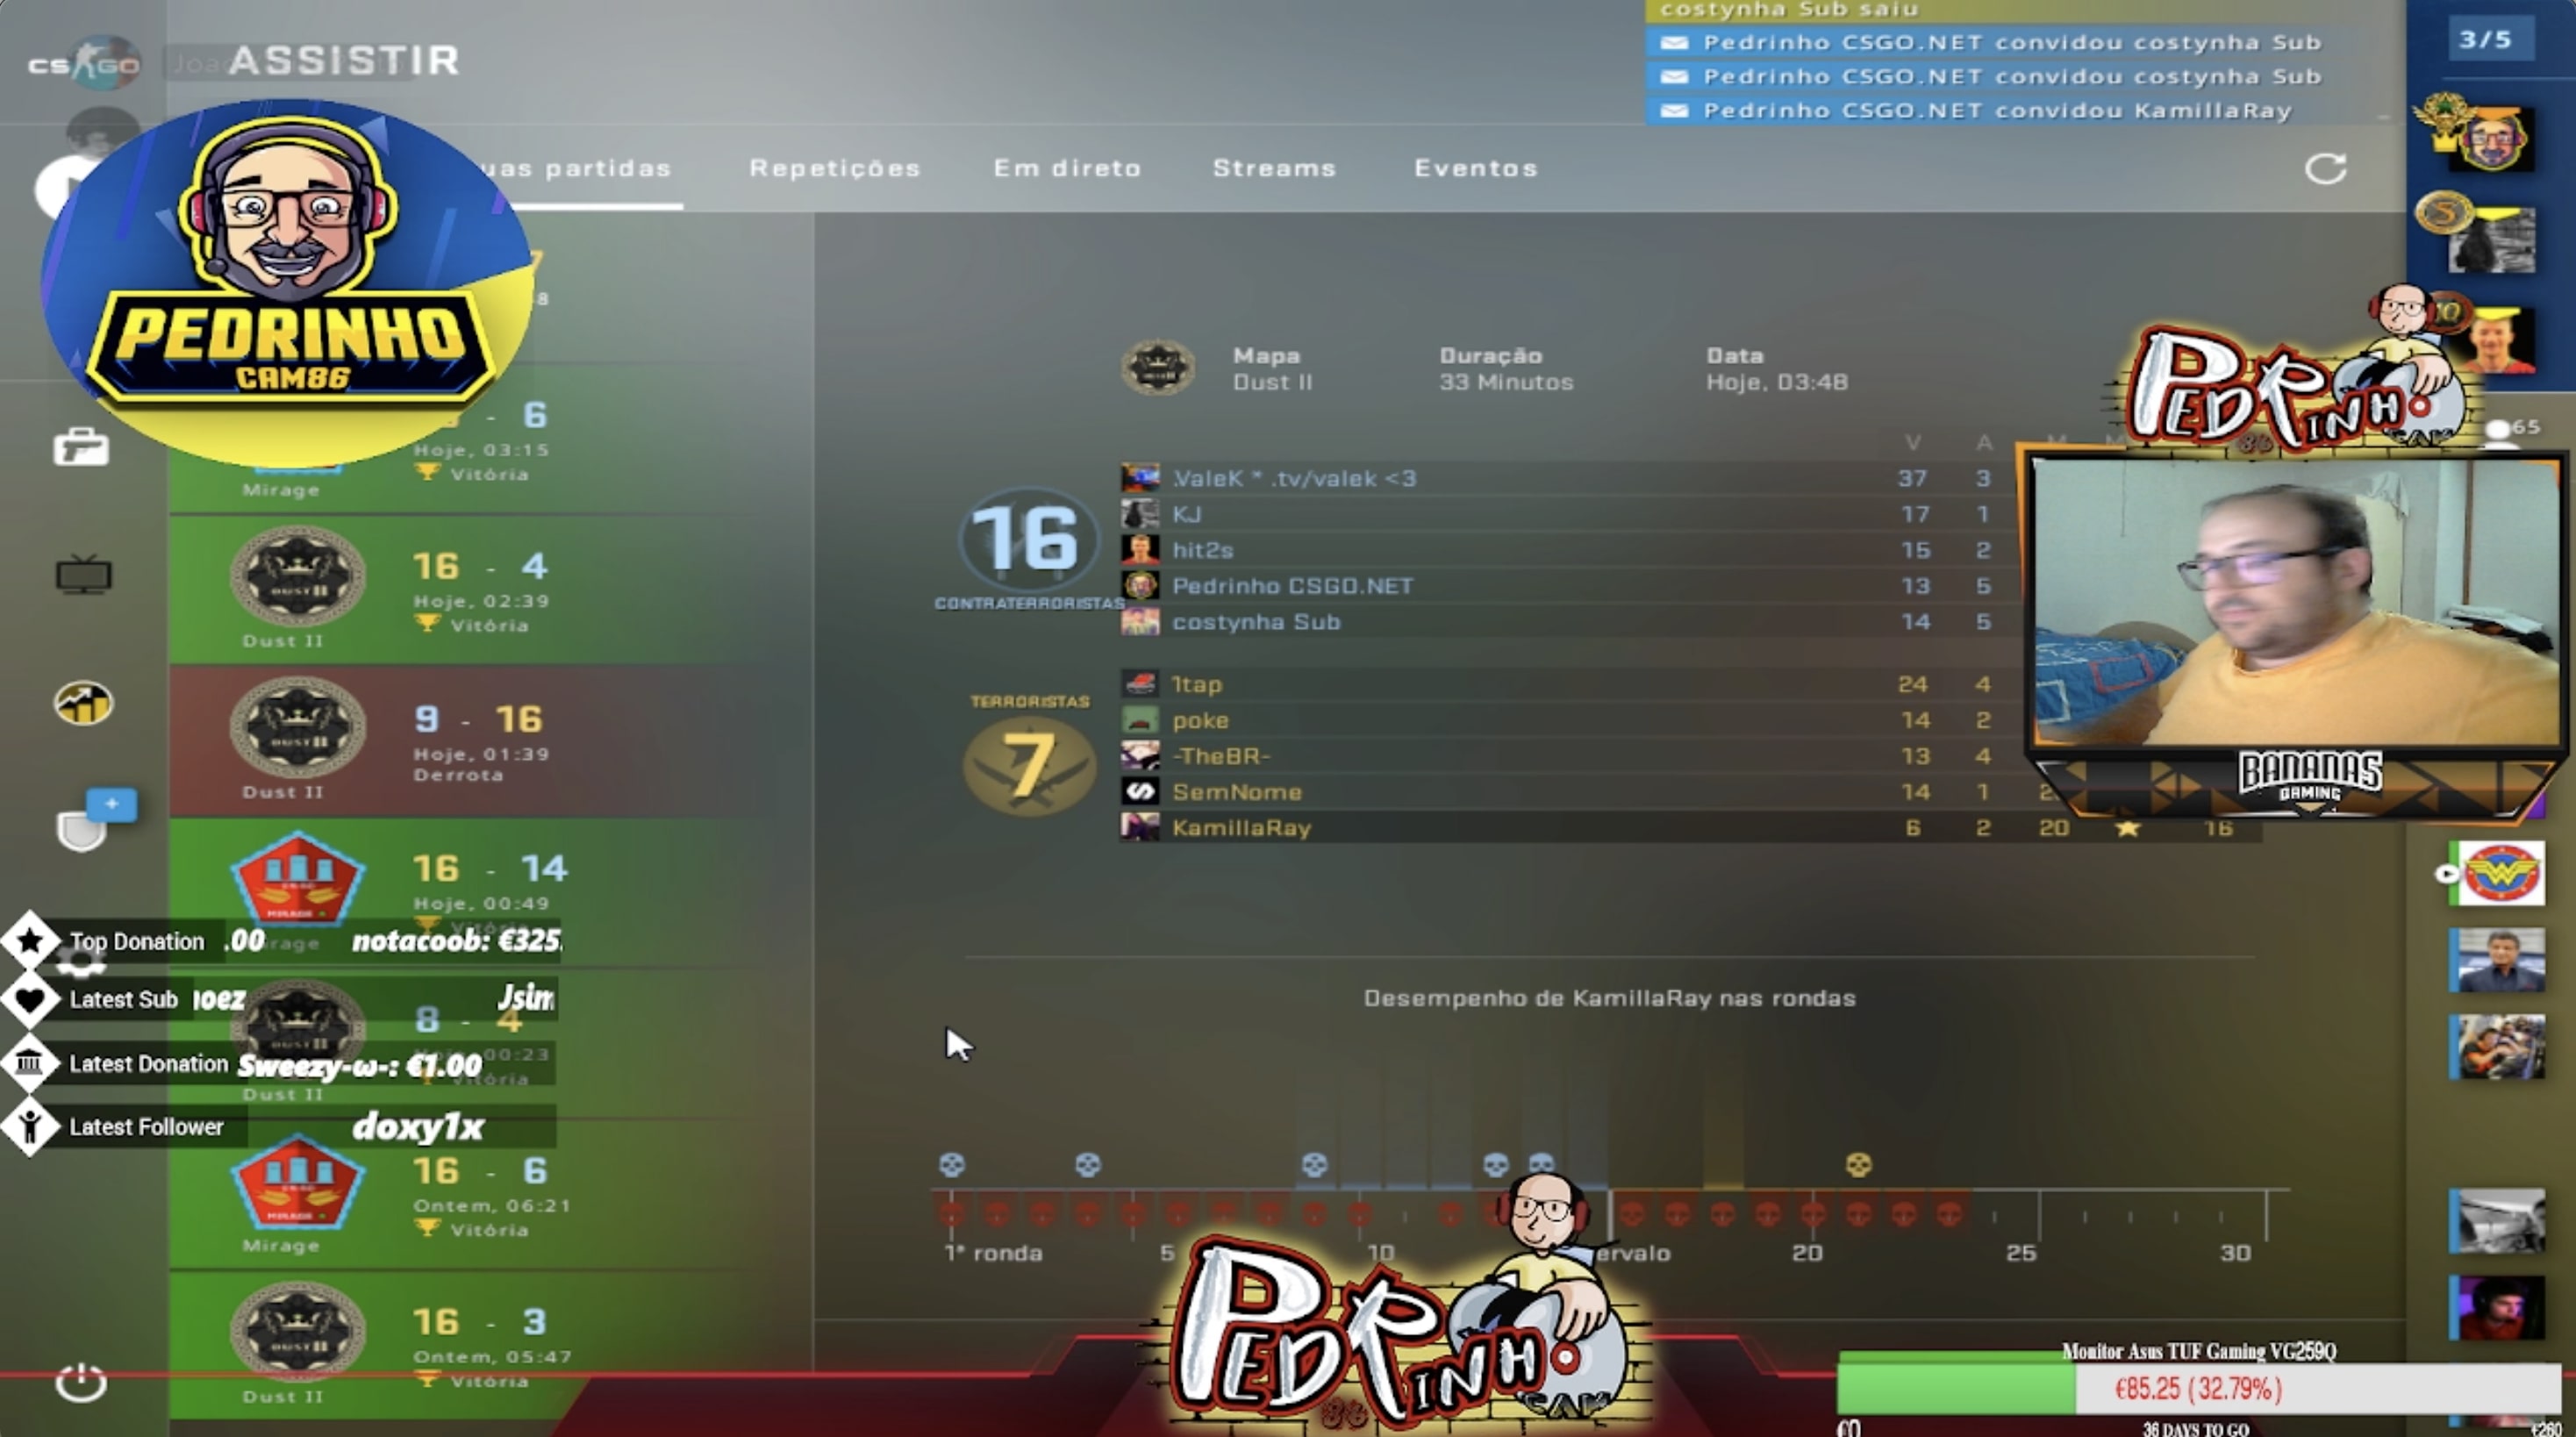 costynha Sub saiu
Pedrinho CSGO.NET convidou costynha Sub
Pedrinho CSGO.NET convidou costynha Sub
Pedrinho CSGO.NET convidou KamillaRay
3/5
CS GO
ASSISTIR
uas partidas
Repetições
Em direto
Streams
Eventos
PEDRINHO
CAM86
- 6
Hoje, 03:15
Vitória
Mirage
16 - 4
Hoje, 02:39
Vitória
Dust II
9 - 16
Hoje, 01:39
Derrota
Dust II
16 - 14
Hoje, 00:49
Top Donation .00 notacoob: €325.
Latest Sub Jsim
8 - 4
Latest Donation Sweezy-ω-: €1.00
Dust II
Latest Follower doxy1x
16 - 6
Ontem, 06:21
Vitória
Mirage
16 - 3
Ontem, 05:47
Vitória
Dust II
Mapa
Dust II
Duração
33 Minutos
Data
Hoje, 03:48
V A
16
CONTRATERRORISTAS
.ValeK * .tv/valek <3 37 3
KJ 17 1
hit2s 15 2
Pedrinho CSGO.NET 13 5
costynha Sub 14 5
TERRORISTAS
7
1tap 24 4
poke 14 2
-TheBR- 13 4
SemNome 14 1
KamillaRay 6 2 20 ★ 16
Desempenho de KamillaRay nas rondas
1ª ronda 5 10 ervalo 20 25 30
PEDRINHO
86 CAM
65
PEDRINHO
86 CAM
BANANAS
GAMING
Monitor Asus TUF Gaming VG259Q
€85.25 (32.79%)
€0 36 DAYS TO GO €260